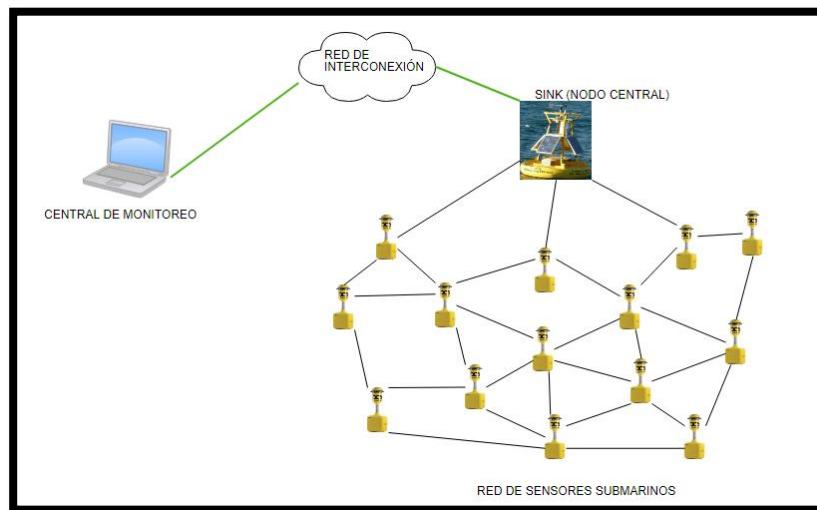 RED DE
INTERCONEXIÓN
SINK (NODO CENTRAL)
CENTRAL DE MONITOREO
RED DE SENSORES SUBMARINOS